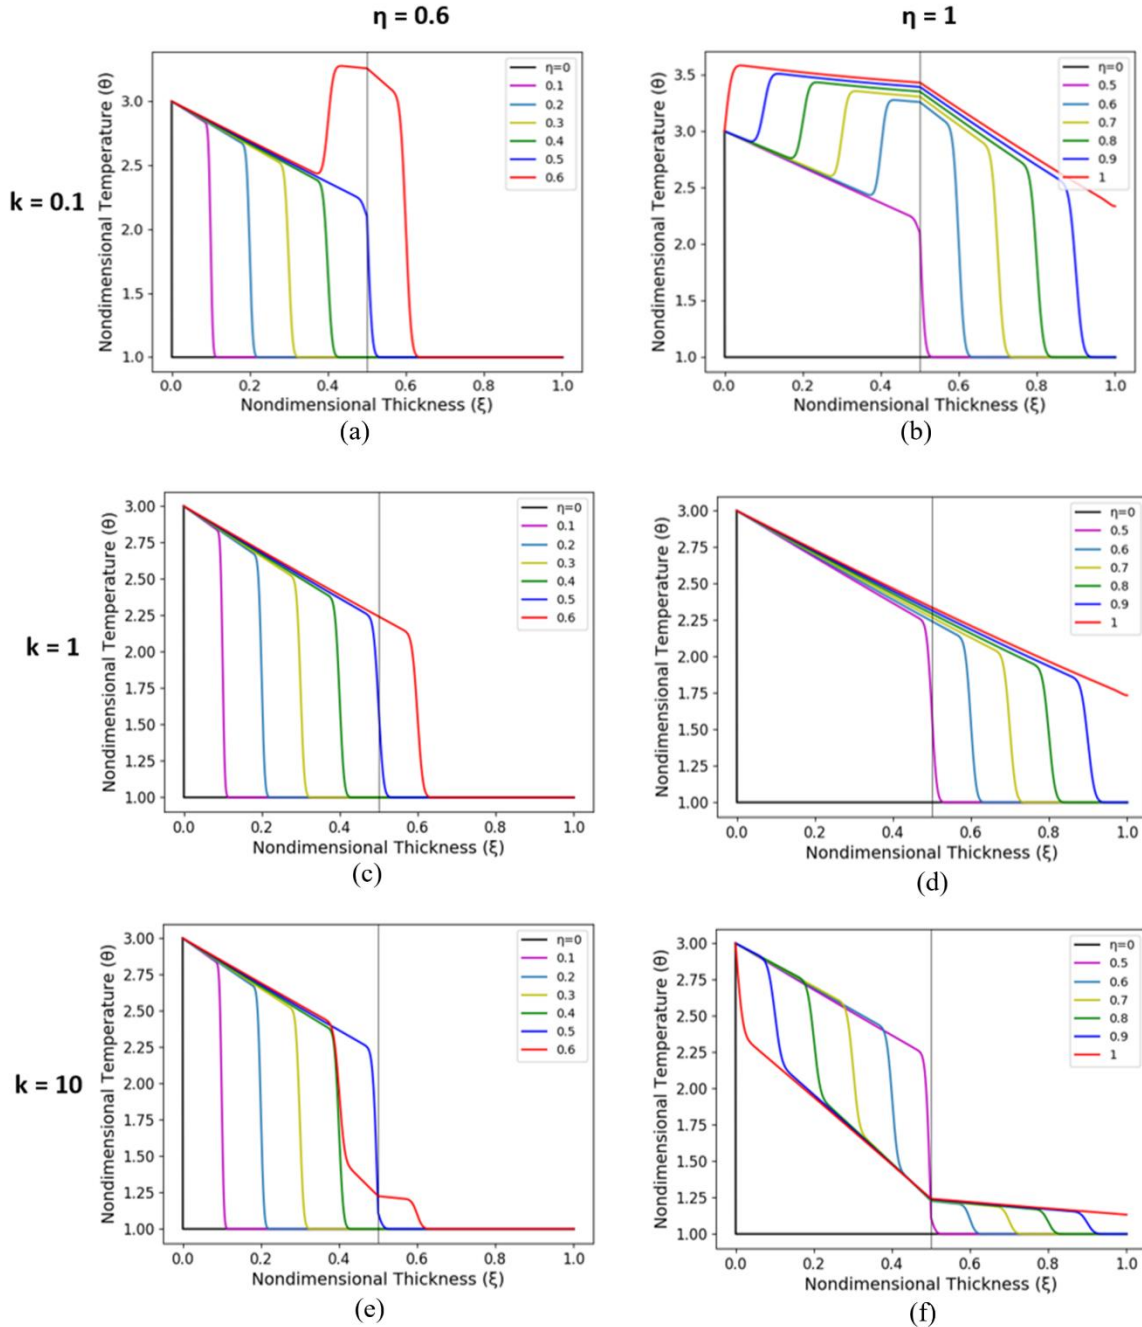 η = 0.6
η = 1
k = 0.1
Nondimensional Temperature (θ)
3.0
2.5
2.0
1.5
1.0
0.0 0.2 0.4 0.6 0.8 1.0
Nondimensional Thickness (ξ)
η=0
0.1
0.2
0.3
0.4
0.5
0.6
(a)
Nondimensional Temperature (θ)
3.5
3.0
2.5
2.0
1.5
1.0
0.0 0.2 0.4 0.6 0.8 1.0
Nondimensional Thickness (ξ)
η=0
0.5
0.6
0.7
0.8
0.9
1
(b)
k = 1
Nondimensional Temperature (θ)
3.00
2.75
2.50
2.25
2.00
1.75
1.50
1.25
1.00
0.0 0.2 0.4 0.6 0.8 1.0
Nondimensional Thickness (ξ)
η=0
0.1
0.2
0.3
0.4
0.5
0.6
(c)
Nondimensional Temperature (θ)
3.00
2.75
2.50
2.25
2.00
1.75
1.50
1.25
1.00
0.0 0.2 0.4 0.6 0.8 1.0
Nondimensional Thickness (ξ)
η=0
0.5
0.6
0.7
0.8
0.9
1
(d)
k = 10
Nondimensional Temperature (θ)
3.00
2.75
2.50
2.25
2.00
1.75
1.50
1.25
1.00
0.0 0.2 0.4 0.6 0.8 1.0
Nondimensional Thickness (ξ)
η=0
0.1
0.2
0.3
0.4
0.5
0.6
(e)
Nondimensional Temperature (θ)
3.00
2.75
2.50
2.25
2.00
1.75
1.50
1.25
1.00
0.0 0.2 0.4 0.6 0.8 1.0
Nondimensional Thickness (ξ)
η=0
0.5
0.6
0.7
0.8
0.9
1
(f)